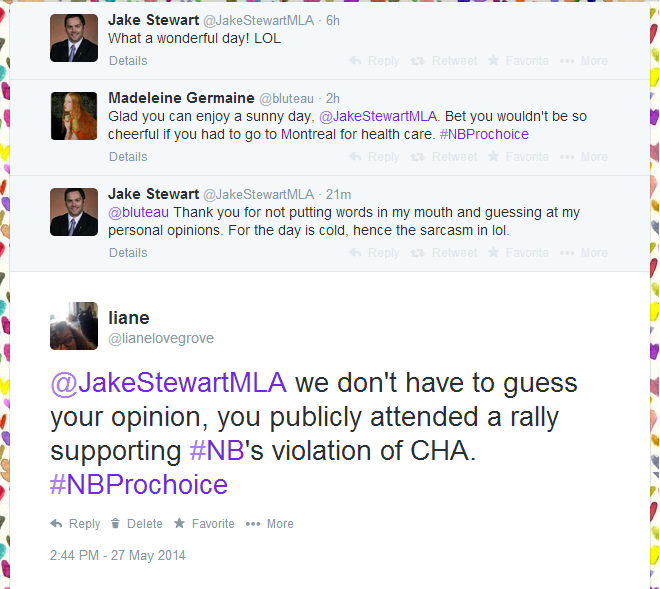 Jake Stewart @JakeStewartMLA · 6h
What a wonderful day! LOL
Details
Reply Retweet Favorite More
Madeleine Germaine @bluteau · 2h
Glad you can enjoy a sunny day, @JakeStewartMLA. Bet you wouldn't be so
cheerful if you had to go to Montreal for health care. #NBProchoice
Details
Reply Retweet Favorite More
Jake Stewart @JakeStewartMLA · 21m
@bluteau Thank you for not putting words in my mouth and guessing at my
personal opinions. For the day is cold, hence the sarcasm in lol.
Details
Reply Retweet Favorite More
liane
@lianelovegrove
@JakeStewartMLA we don't have to guess
your opinion, you publicly attended a rally
supporting #NB's violation of CHA.
#NBProchoice
Reply Delete Favorite More
2:44 PM - 27 May 2014